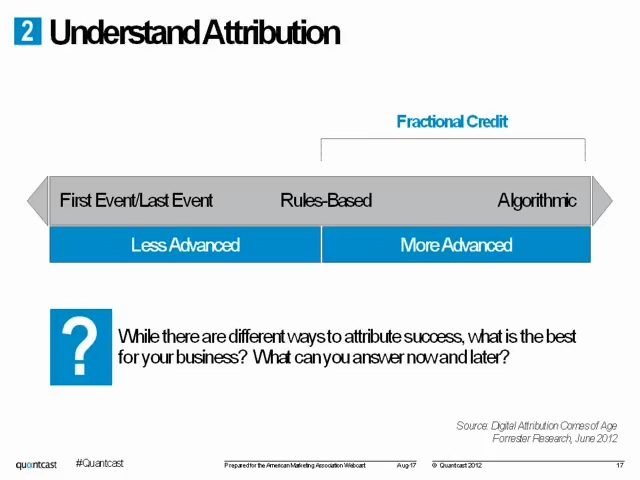 2 Understand Attribution
Fractional Credit
First Event/Last Event Rules-Based Algorithmic
Less Advanced More Advanced
?
While there are different ways to attribute success, what is the best
for your business? What can you answer now and later?
Source: Digital Attribution Comes of Age
Forrester Research, June 2012
quantcast #Quantcast Prepared for the American Marketing Association Webcast Aug-17 © Quantcast 2012 17